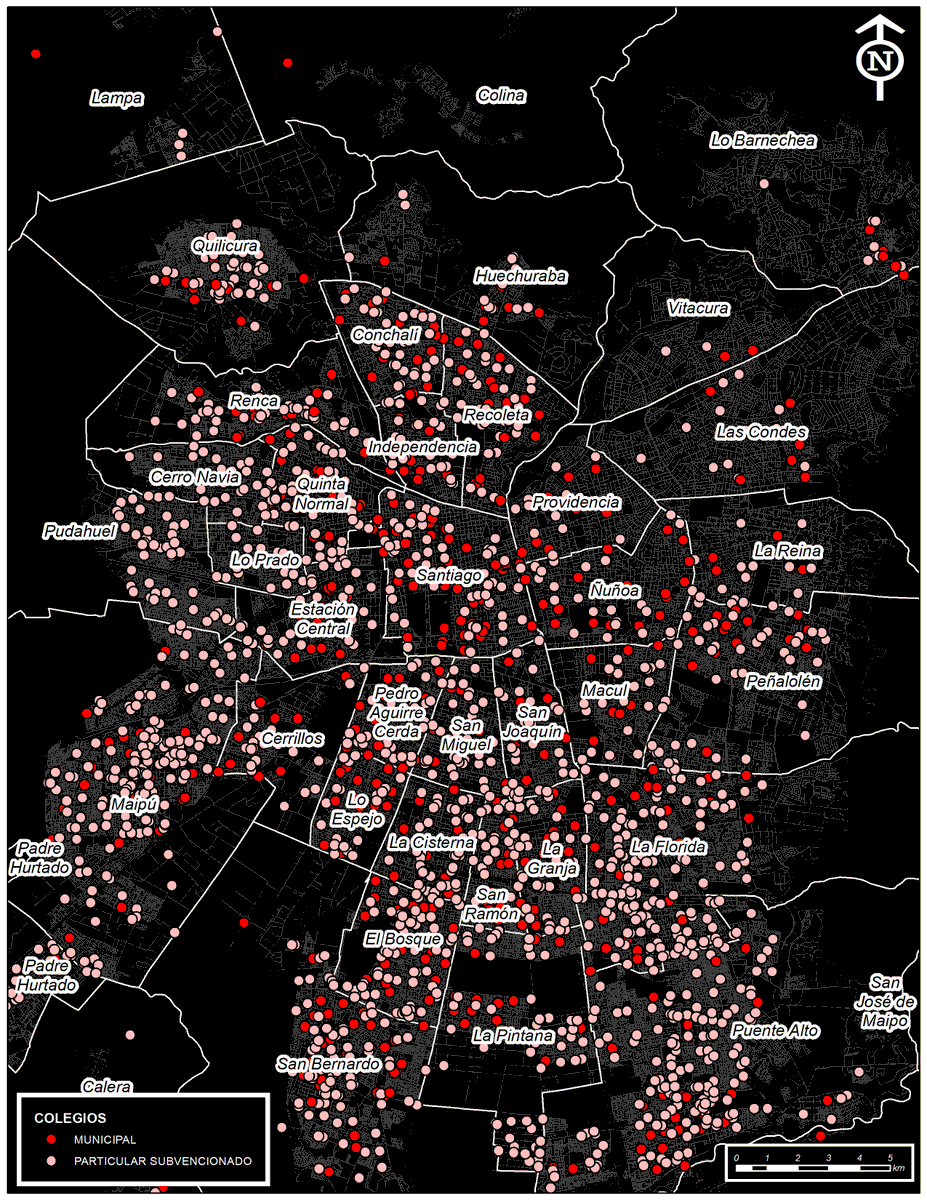 N
Lampa
Colina
Lo Barnechea
Quilicura
Huechuraba
Vitacura
Conchalí
Renca
Recoleta
Las Condes
Independencia
Cerro Navia
Quinta
Normal
Providencia
Pudahuel
La Reina
Lo Prado
Santiago
Ñuñoa
Estación
Central
Peñalolén
Macul
Pedro
Aguirre
Cerda
San
Joaquín
San
Miguel
Cerrillos
Maipú
Lo
Espejo
La Cisterna
La
Granja
La Florida
Padre
Hurtado
San
Ramón
El Bosque
Padre
Hurtado
San
José de
Maipo
La Pintana
Puente Alto
San Bernardo
Calera
COLEGIOS
MUNICIPAL
PARTICULAR SUBVENCIONADO
0 1 2 3 4 5
km